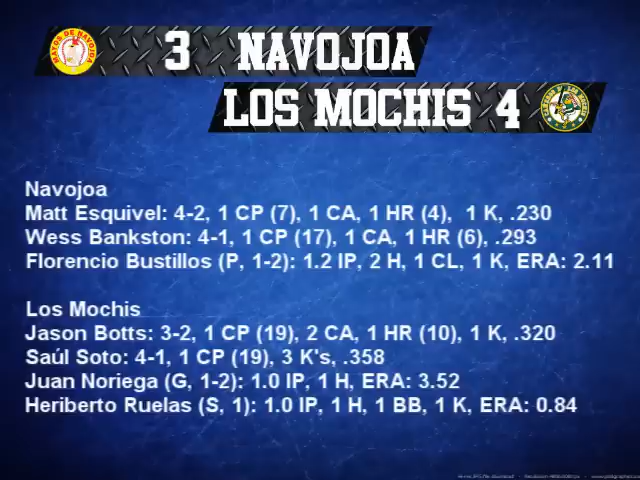 MAYOS DE NAVOJOA
3 NAVOJOA
LOS MOCHIS 4
Navojoa
Matt Esquivel: 4-2, 1 CP (7), 1 CA, 1 HR (4), 1 K, .230
Wess Bankston: 4-1, 1 CP (17), 1 CA, 1 HR (6), .293
Florencio Bustillos (P, 1-2): 1.2 IP, 2 H, 1 CL, 1 K, ERA: 2.11
Los Mochis
Jason Botts: 3-2, 1 CP (19), 2 CA, 1 HR (10), 1 K, .320
Saúl Soto: 4-1, 1 CP (19), 3 K's, .358
Juan Noriega (G, 1-2): 1.0 IP, 1 H, ERA: 3.52
Heriberto Ruelas (S, 1): 1.0 IP, 1 H, 1 BB, 1 K, ERA: 0.84